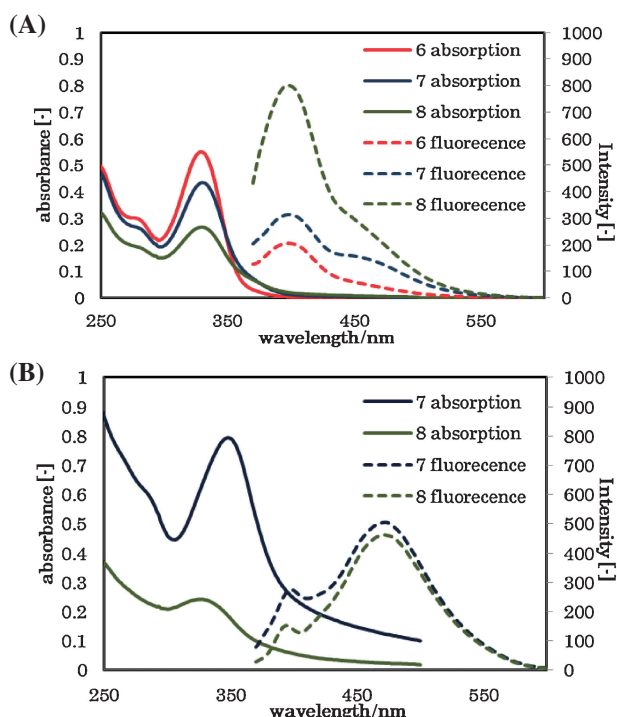 (A)
1
0.9
0.8
0.7
0.6
0.5
0.4
0.3
0.2
0.1
0
absorbance [-]
6 absorption
7 absorption
8 absorption
6 fluorecence
7 fluorecence
8 fluorecence
1000
900
800
700
600
500
400
300
200
100
0
Intensity [-]
250 350 450 550
wavelength/nm
(B)
1
0.9
0.8
0.7
0.6
0.5
0.4
0.3
0.2
0.1
0
absorbance [-]
7 absorption
8 absorption
7 fluorecence
8 fluorecence
1000
900
800
700
600
500
400
300
200
100
0
Intensity [-]
250 350 450 550
wavelength/nm